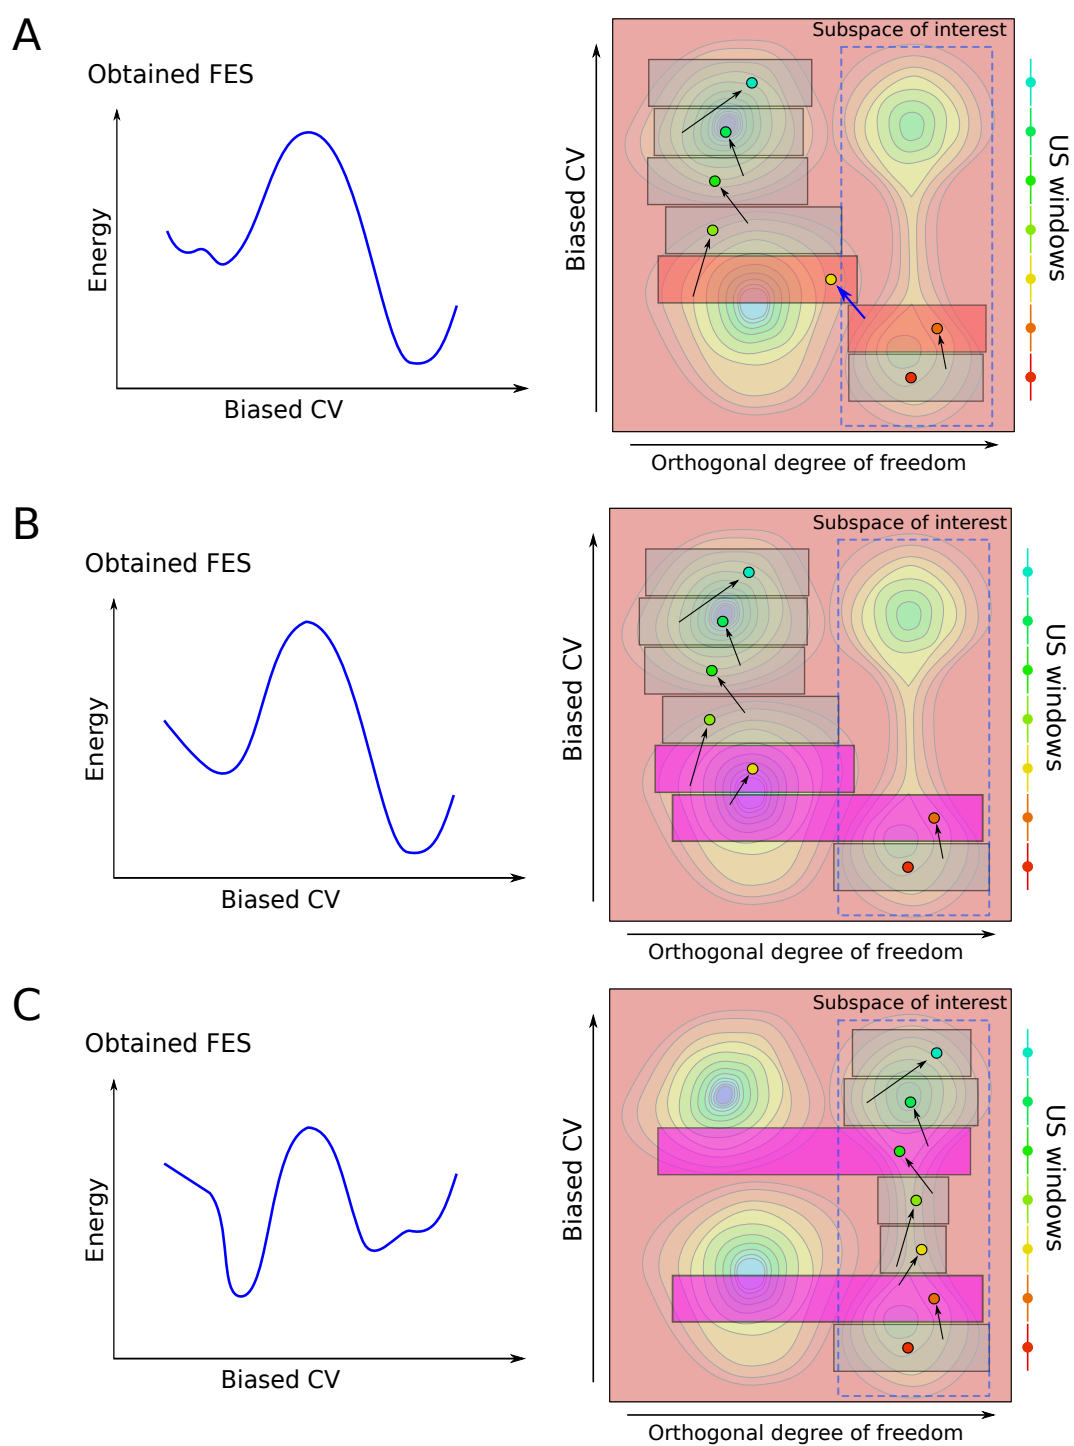 A
Obtained FES
Energy
Biased CV
Subspace of interest
Biased CV
US windows
Orthogonal degree of freedom
B
Obtained FES
Energy
Biased CV
Subspace of interest
Biased CV
US windows
Orthogonal degree of freedom
C
Obtained FES
Energy
Biased CV
Subspace of interest
Biased CV
US windows
Orthogonal degree of freedom